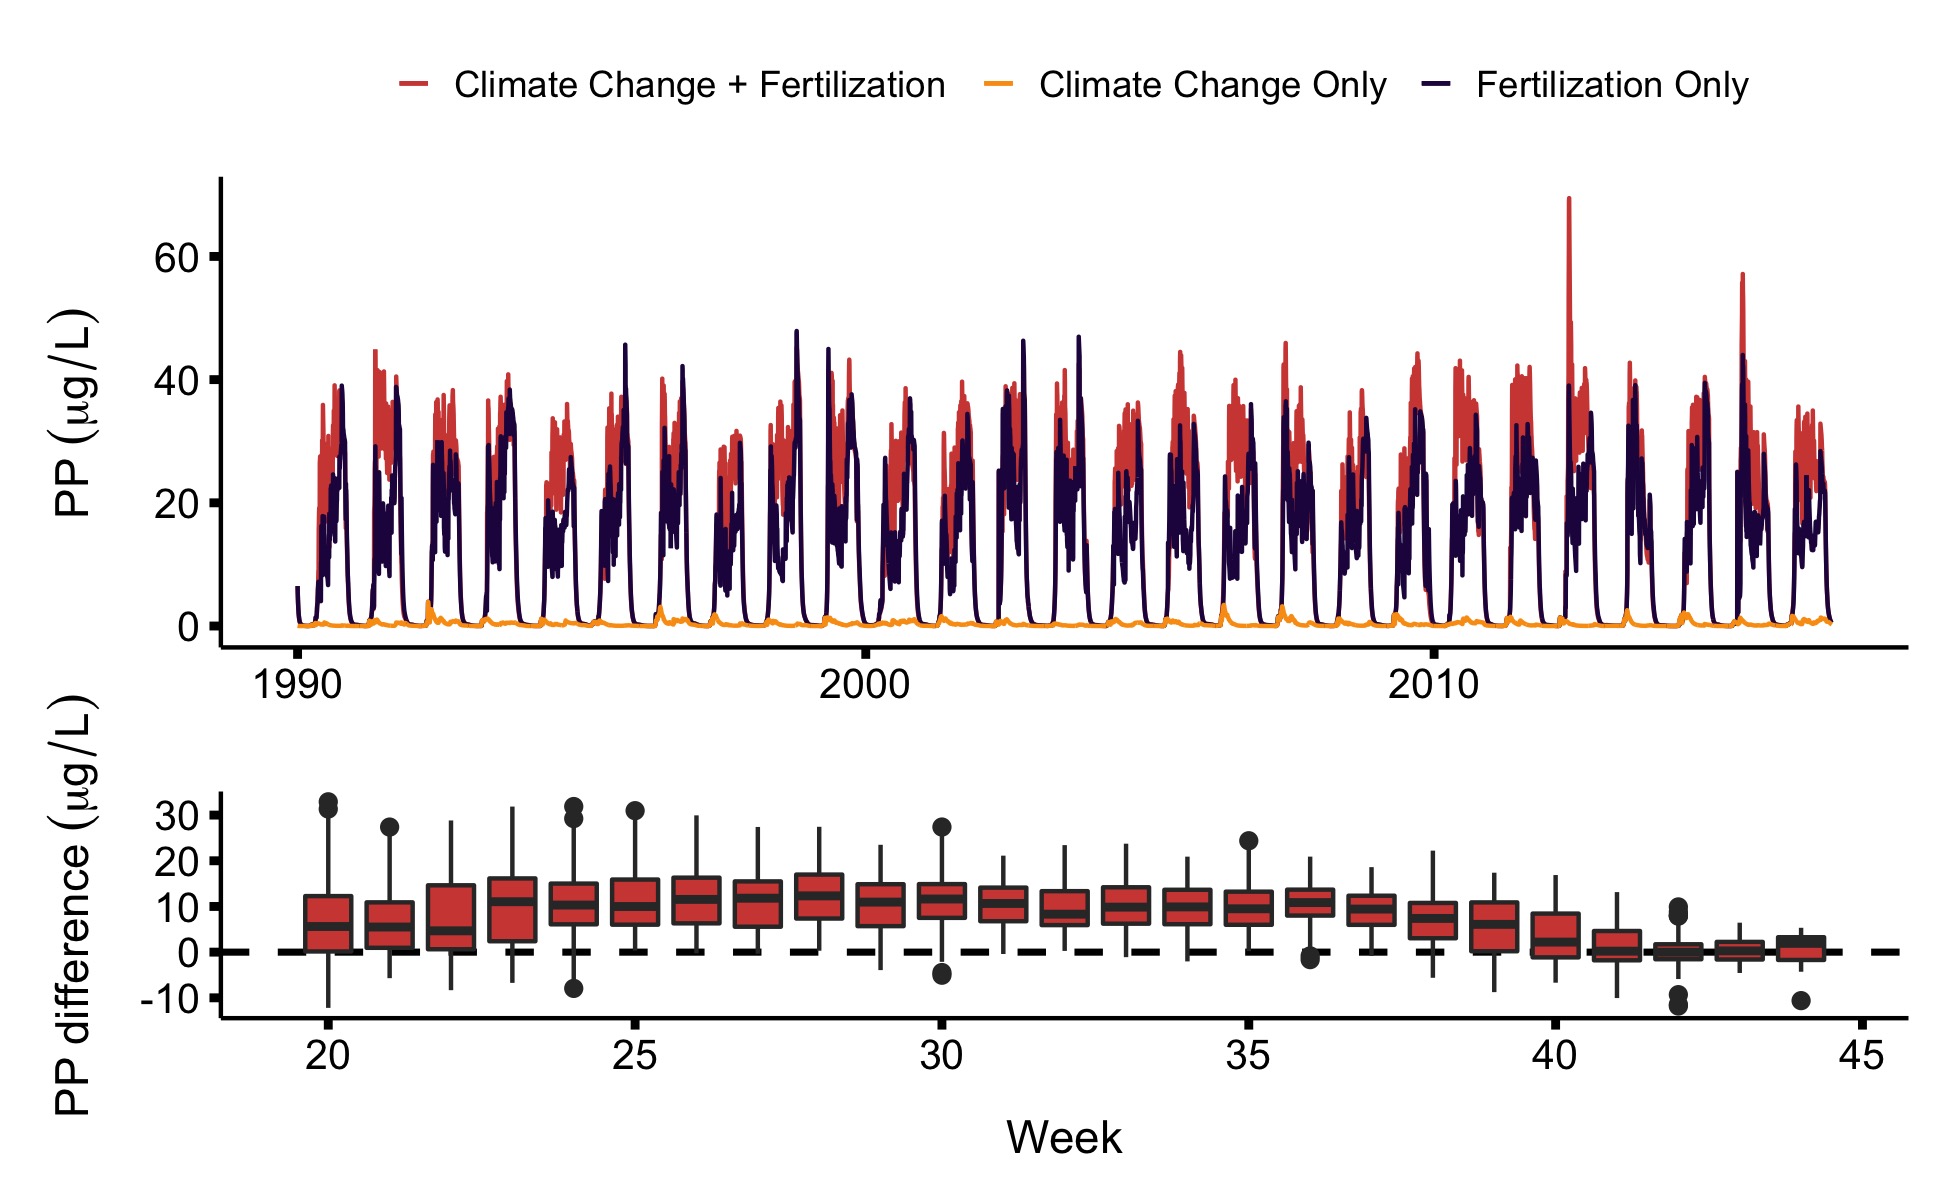 Climate Change + Fertilization Climate Change Only Fertilization Only
PP (µg/L)
60
40
20
0
1990 2000 2010
PP difference (µg/L)
30
20
10
0
-10
20 25 30 35 40 45
Week